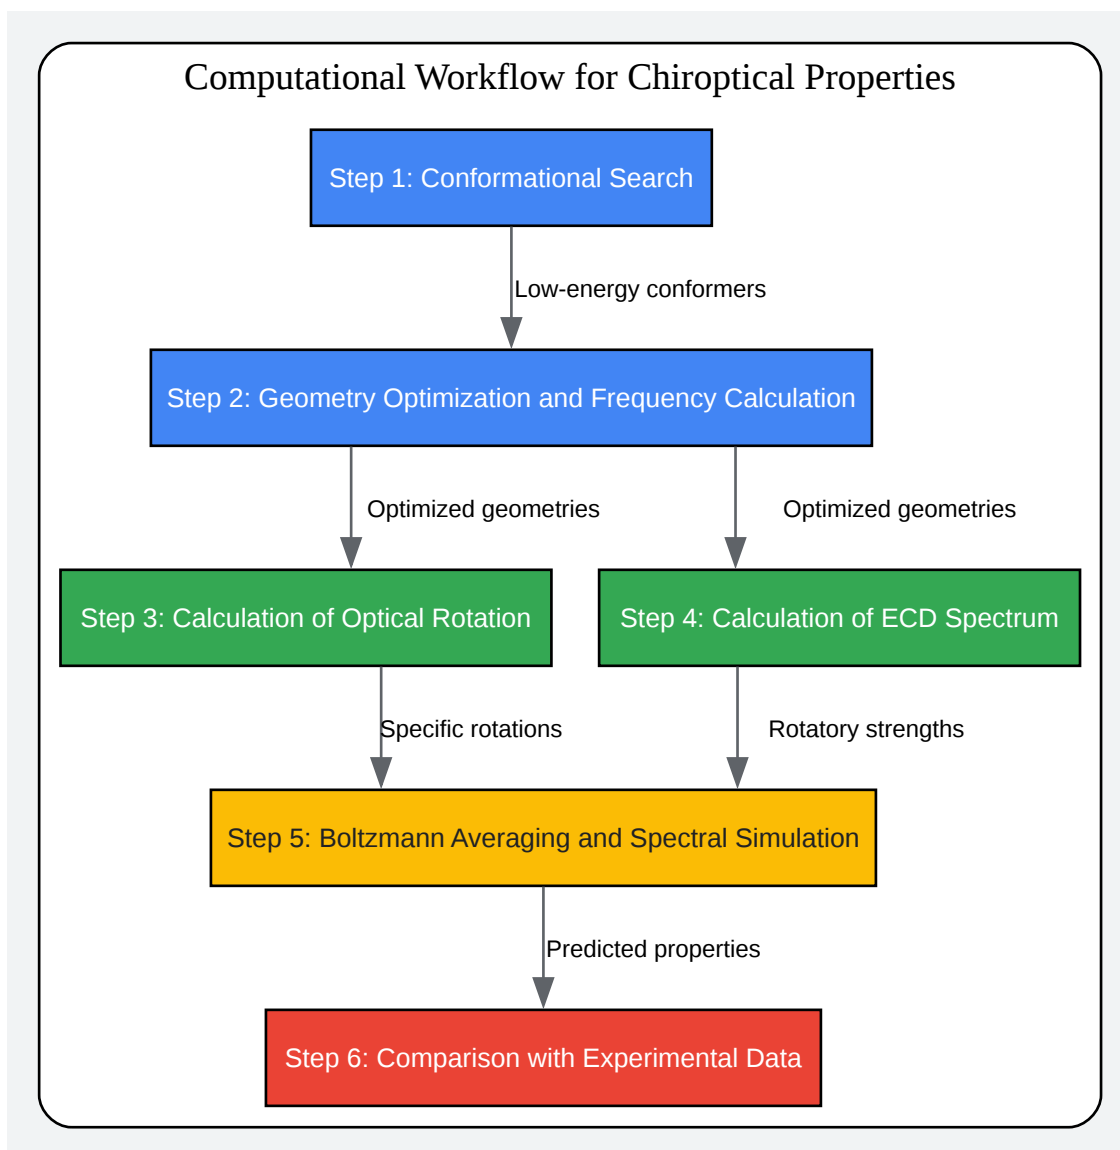 Computational Workflow for Chiroptical Properties
Step 1: Conformational Search
Low-energy conformers
Step 2: Geometry Optimization and Frequency Calculation
Optimized geometries
Optimized geometries
Step 3: Calculation of Optical Rotation
Step 4: Calculation of ECD Spectrum
Specific rotations
Rotatory strengths
Step 5: Boltzmann Averaging and Spectral Simulation
Predicted properties
Step 6: Comparison with Experimental Data